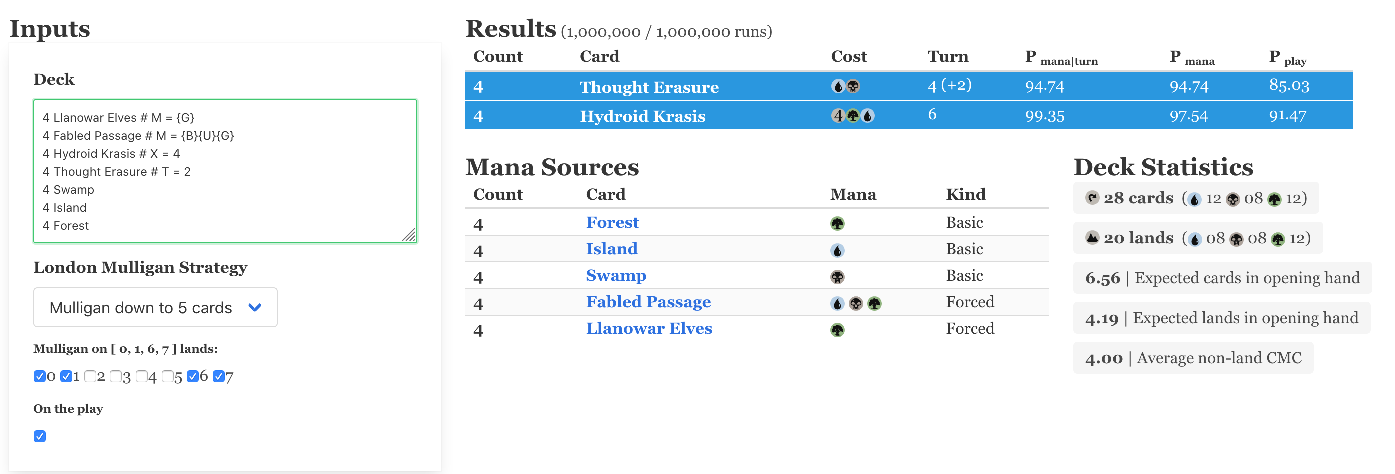 Inputs
Deck
4 Llanowar Elves # M = {G}
4 Fabled Passage # M = {B}{U}{G}
4 Hydroid Krasis # X = 4
4 Thought Erasure # T = 2
4 Swamp
4 Island
4 Forest
London Mulligan Strategy
Mulligan down to 5 cards
Mulligan on [ 0, 1, 6, 7 ] lands:
0 1 2 3 4 5 6 7
On the play
Results (1,000,000 / 1,000,000 runs)
Count Card Cost Turn P mana|turn P mana P play
4 Thought Erasure 4 (+2) 94.74 94.74 85.03
4 Hydroid Krasis 4 6 99.35 97.54 91.47
Mana Sources
Count Card Mana Kind
4 Forest Basic
4 Island Basic
4 Swamp Basic
4 Fabled Passage Forced
4 Llanowar Elves Forced
Deck Statistics
28 cards ( 12 08 12)
20 lands ( 08 08 12)
6.56 | Expected cards in opening hand
4.19 | Expected lands in opening hand
4.00 | Average non-land CMC